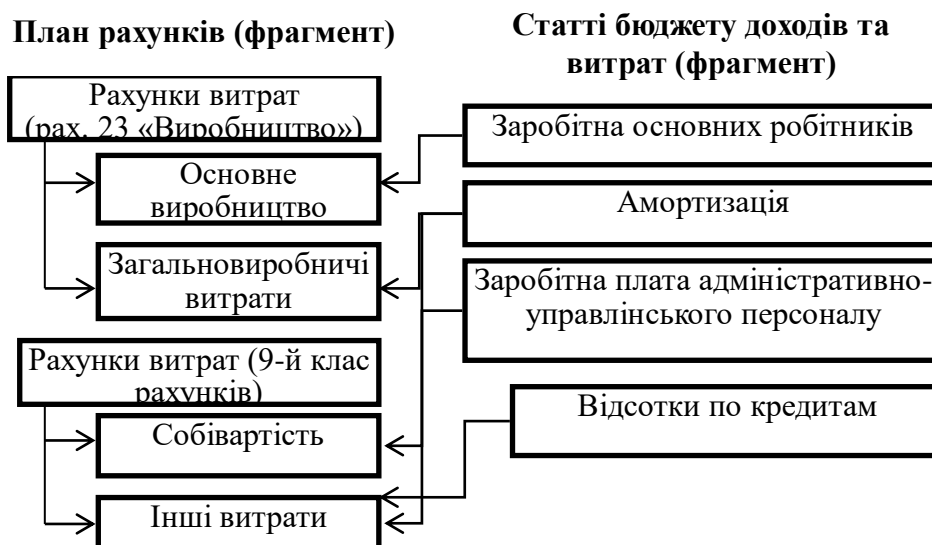 План рахунків (фрагмент)
Рахунки витрат
(рах. 23 «Виробництво»)
Основне
виробництво
Загальновиробничі
витрати
Рахунки витрат (9-й клас
рахунків)
Собівартість
Інші витрати
Статті бюджету доходів та
витрат (фрагмент)
Заробітна основних робітників
Амортизація
Заробітна плата адміністративно-
управлінського персоналу
Відсотки по кредитам